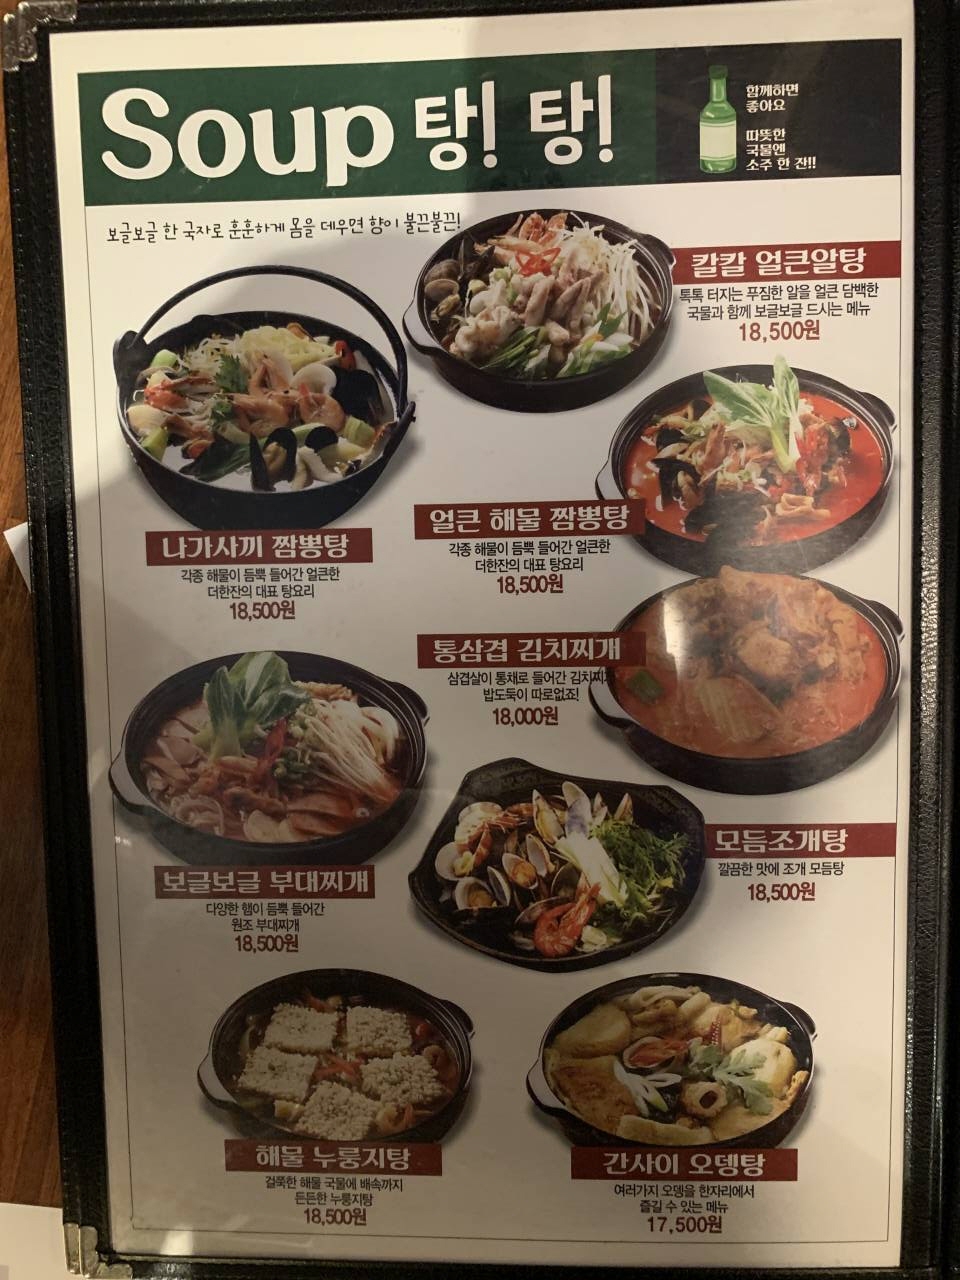 Soup 탕! 탕!
함께하면
좋아요
따뜻한
국물엔
소주 한 잔!!
보글보글 한 국자로 훈훈하게 몸을 데우면 향이 불끈불끈!
칼칼 얼큰알탕
톡톡 터지는 푸짐한 알을 얼큰 담백한
국물과 함께 보글보글 드시는 메뉴
18,500원
나가사끼 짬뽕탕
각종 해물이 듬뿍 들어간 얼큰한
더한잔의 대표 탕요리
18,500원
얼큰 해물 짬뽕탕
각종 해물이 듬뿍 들어간 얼큰한
더한잔의 대표 탕요리
18,500원
통삼겹 김치찌개
삼겹살이 통채로 들어간 김치찌개
밥도둑이 따로없죠!
18,000원
보글보글 부대찌개
다양한 햄이 듬뿍 들어간
원조 부대찌개
18,500원
모듬조개탕
깔끔한 맛에 조개 모듬탕
18,500원
해물 누룽지탕
걸쭉한 해물 국물에 배속까지
든든한 누룽지탕
18,500원
간사이 오뎅탕
여러가지 오뎅을 한자리에서
즐길 수 있는 메뉴
17,500원